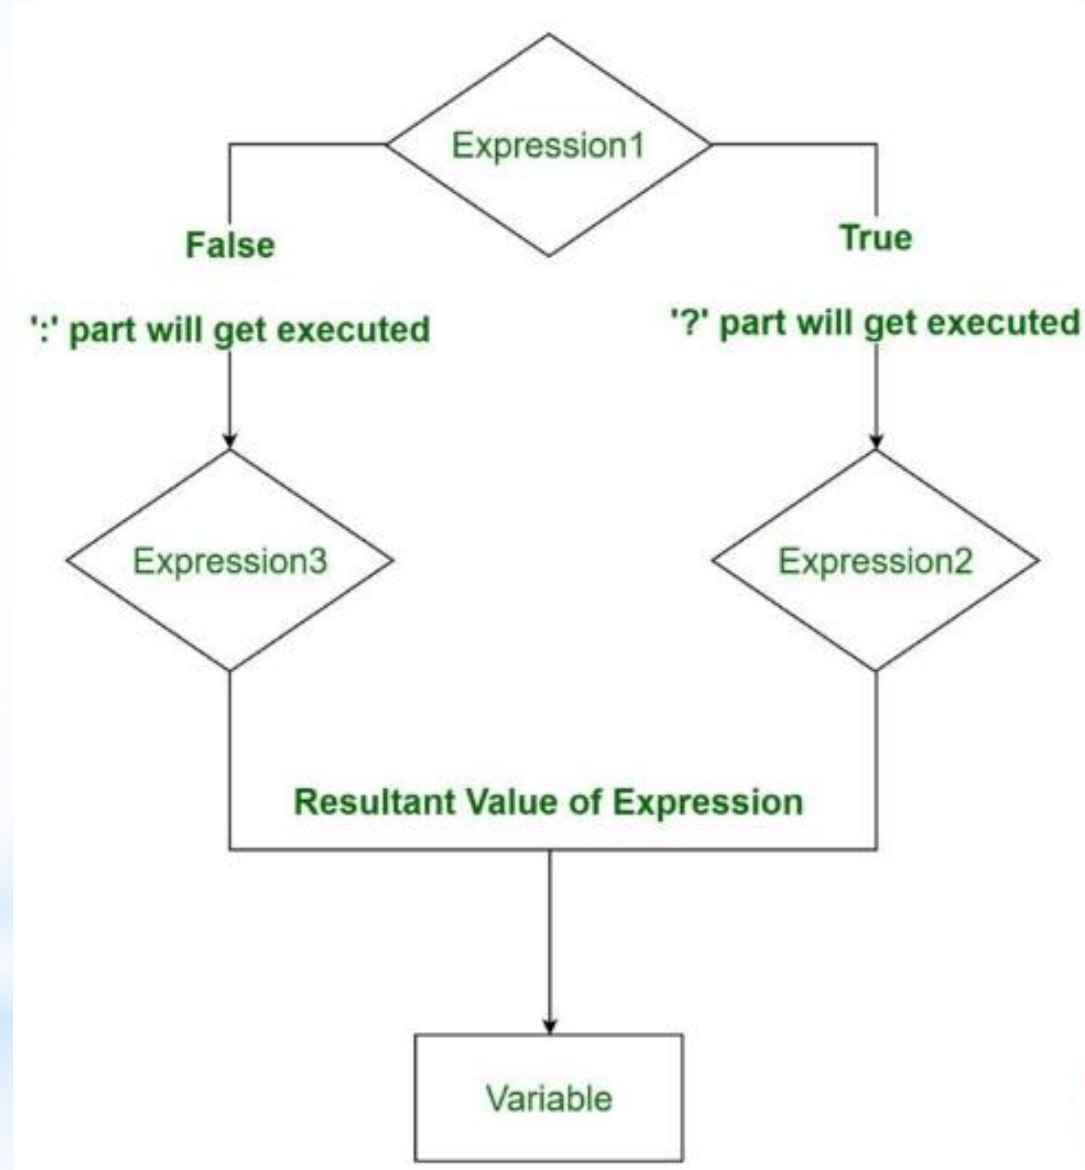 Expression1
False
True
':' part will get executed
'?' part will get executed
Expression3
Expression2
Resultant Value of Expression
Variable